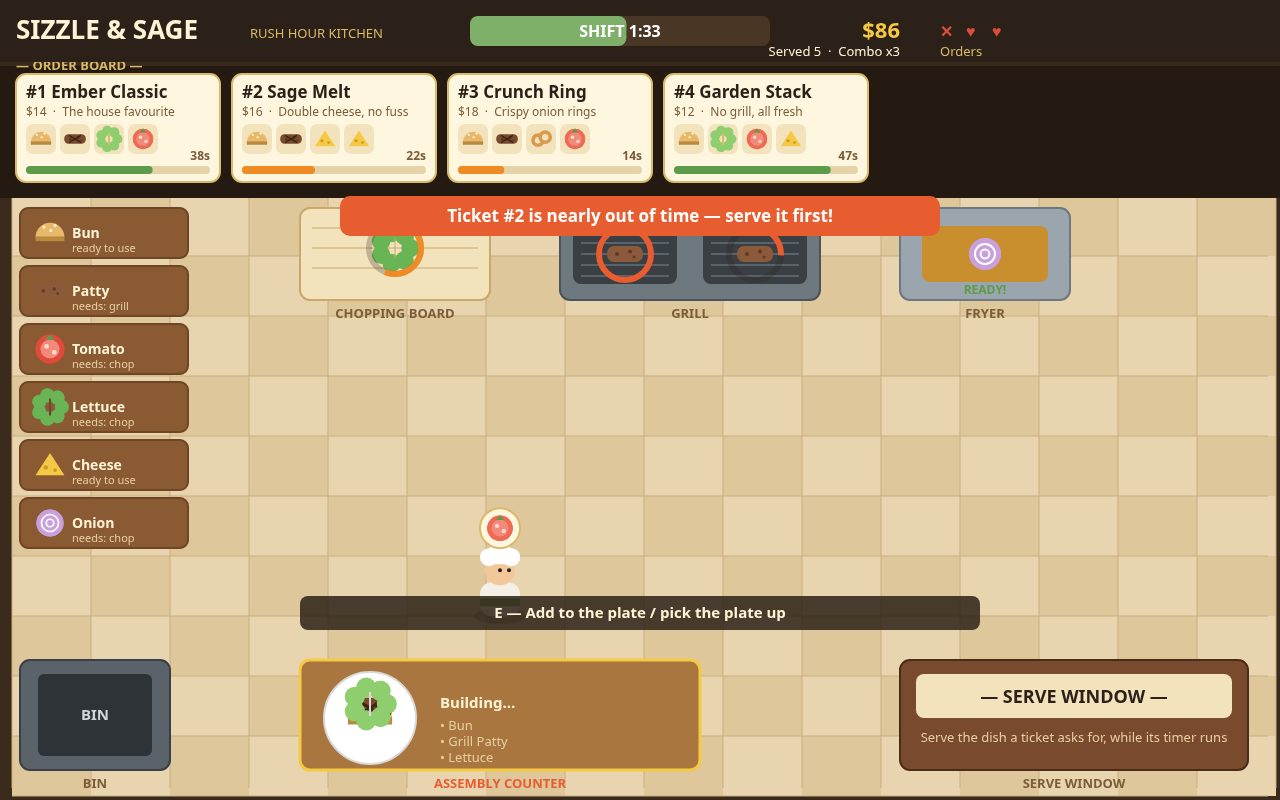 SIZZLE & SAGE
RUSH HOUR KITCHEN
SHIFT 1:33
$86
Served 5 · Combo x3
Orders
— ORDER BOARD —
#1 Ember Classic
$14 · The house favourite
38s
#2 Sage Melt
$16 · Double cheese, no fuss
22s
#3 Crunch Ring
$18 · Crispy onion rings
14s
#4 Garden Stack
$12 · No grill, all fresh
47s
Ticket #2 is nearly out of time — serve it first!
Bun
ready to use
Patty
needs: grill
Tomato
needs: chop
Lettuce
needs: chop
Cheese
ready to use
Onion
needs: chop
CHOPPING BOARD
GRILL
READY!
FRYER
E — Add to the plate / pick the plate up
BIN
BIN
Building...
• Bun
• Grill Patty
• Lettuce
ASSEMBLY COUNTER
— SERVE WINDOW —
Serve the dish a ticket asks for, while its timer runs
SERVE WINDOW